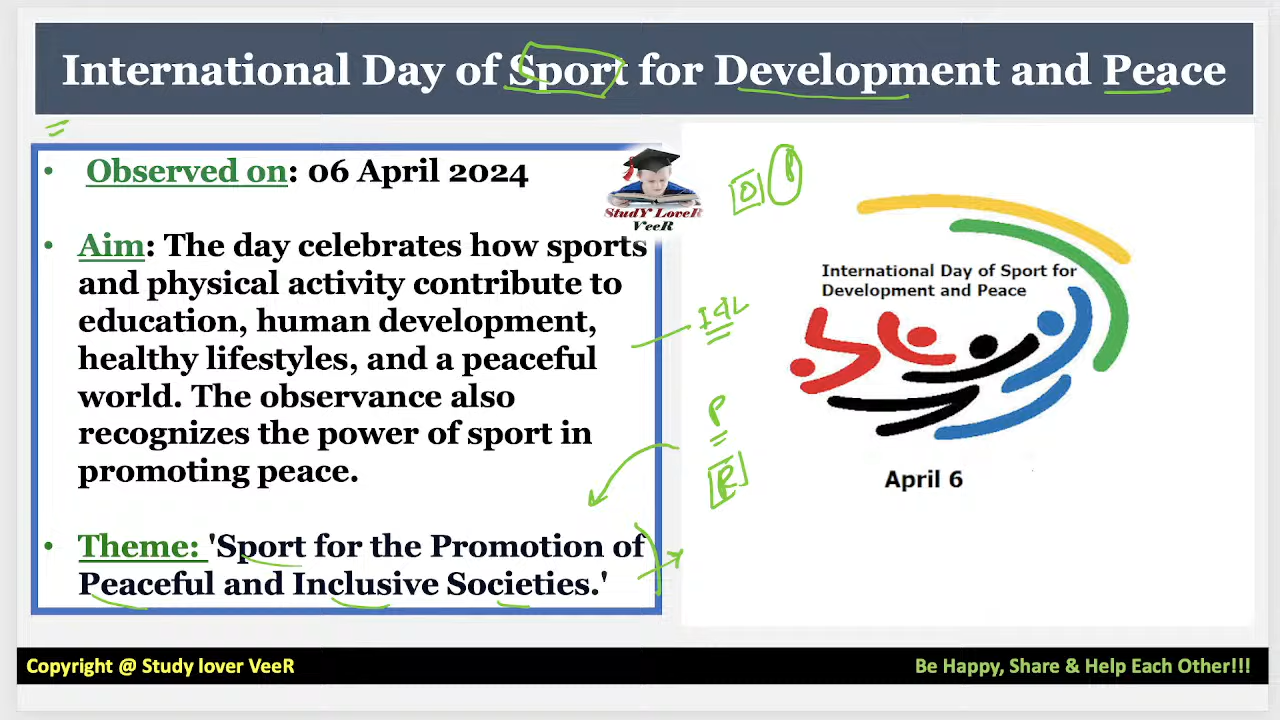 International Day of Sport for Development and Peace
• Observed on: 06 April 2024
StudY LoveR
VeeR
• Aim: The day celebrates how sports
and physical activity contribute to
education, human development,
healthy lifestyles, and a peaceful
world. The observance also
recognizes the power of sport in
promoting peace.
• Theme: 'Sport for the Promotion of
Peaceful and Inclusive Societies.'
International Day of Sport for
Development and Peace
April 6
P
R
Copyright @ Study lover VeeR
Be Happy, Share & Help Each Other!!!